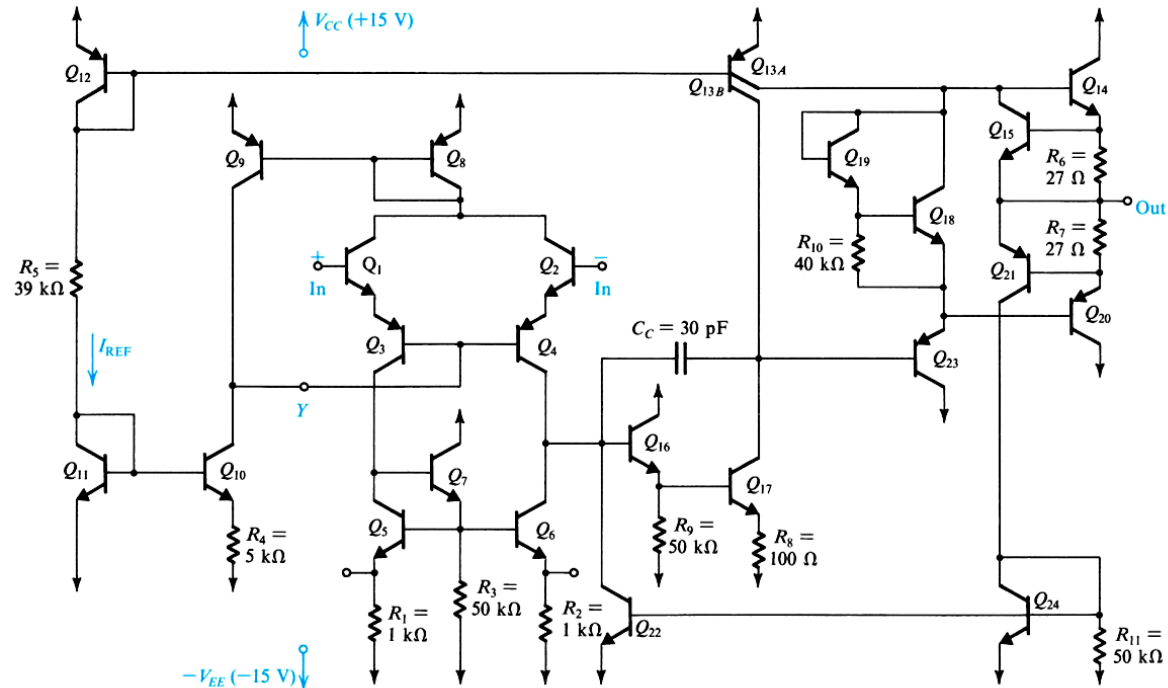 V_CC (+15 V)
Q12
Q13A
Q13B
Q14
Q9
Q8
Q15
Q19
R6 =
27 Ω
Q18
Out
R7 =
27 Ω
R10 =
40 kΩ
Q21
Q20
R5 =
39 kΩ
+
In
Q1
Q2
−
In
Q3
Q4
C_C = 30 pF
Q23
I_REF
Y
Q11
Q10
Q7
Q16
Q17
R4 =
5 kΩ
Q5
Q6
R9 =
50 kΩ
R8 =
100 Ω
R3 =
50 kΩ
R1 =
1 kΩ
R2 =
1 kΩ
Q22
Q24
R11 =
50 kΩ
−V_EE (−15 V)